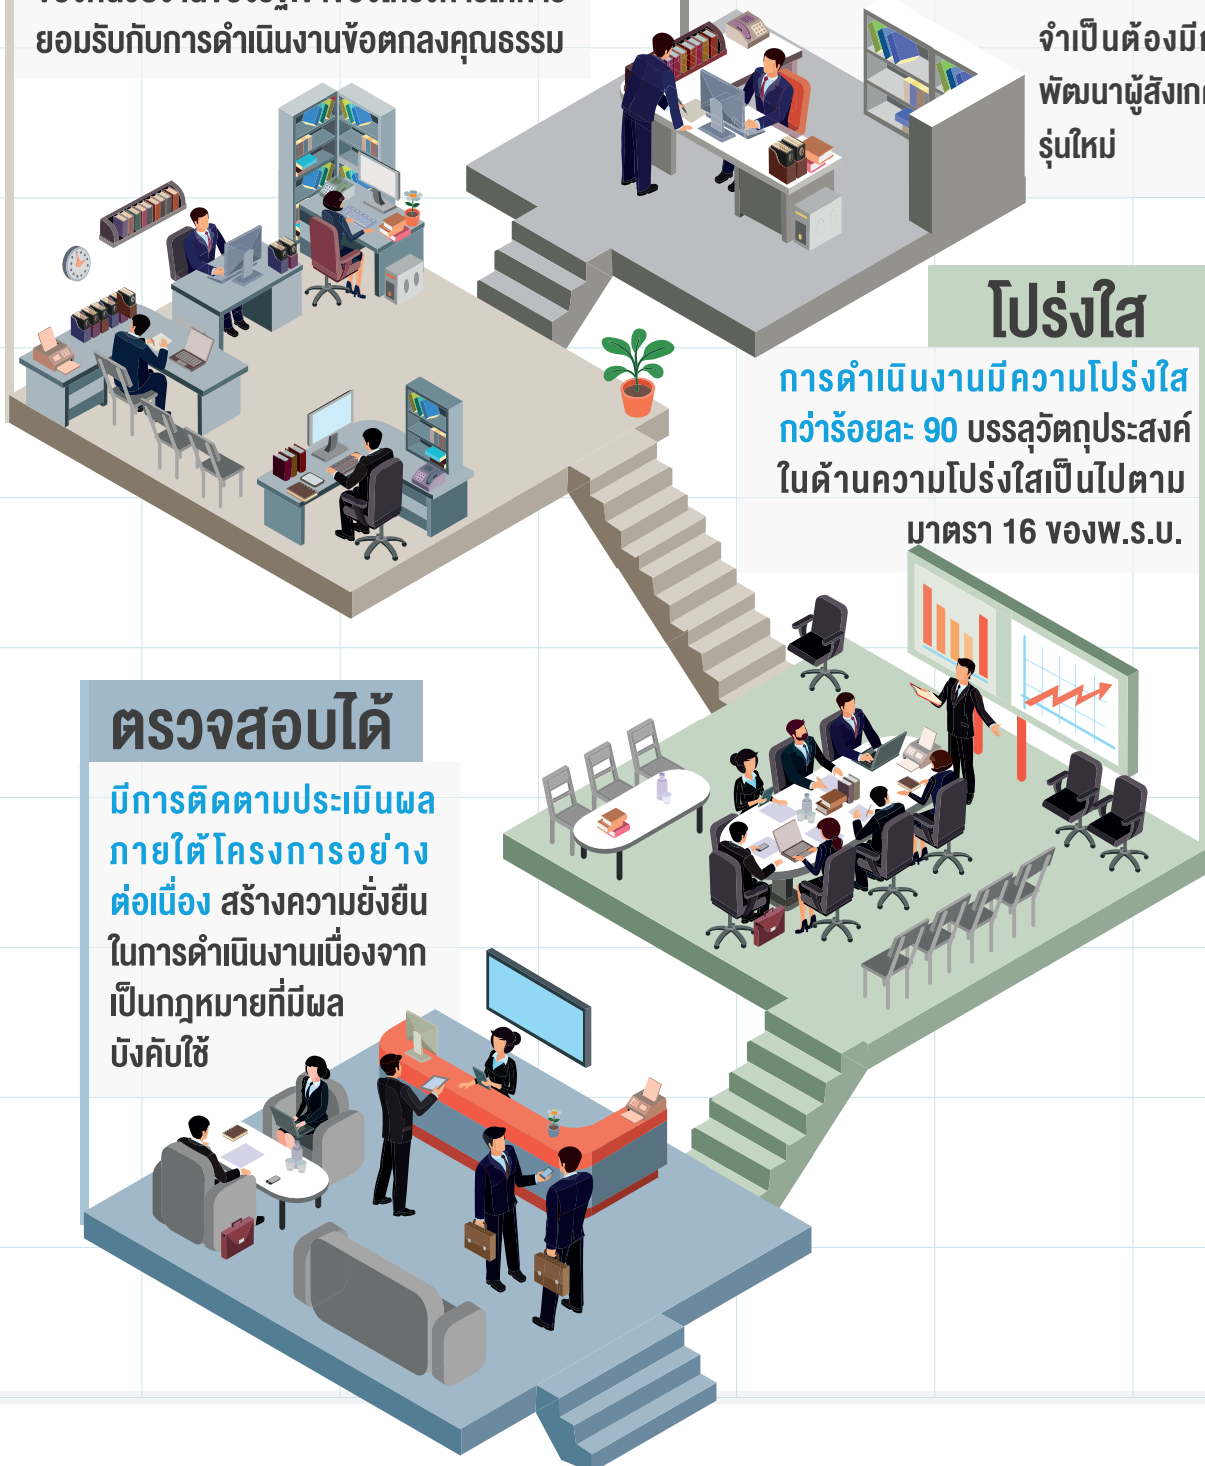 ยอมรับกับการดำเนินงานข้อตกลงคุณธรรม
จำเป็นต้องมี
พัฒนาผู้สังเก
รุ่นใหม่
โปร่งใส
การดำเนินงานมีความโปร่งใส
กว่าร้อยละ 90 บรรลุวัตถุประสงค์
ในด้านความโปร่งใสเป็นไปตาม
มาตรา 16 ของพ.ร.บ.
ตรวจสอบได้
มีการติดตามประเมินผล
ภายใต้โครงการอย่าง
ต่อเนื่อง สร้างความยั่งยืน
ในการดำเนินงานเนื่องจาก
เป็นกฎหมายที่มีผล
บังคับใช้